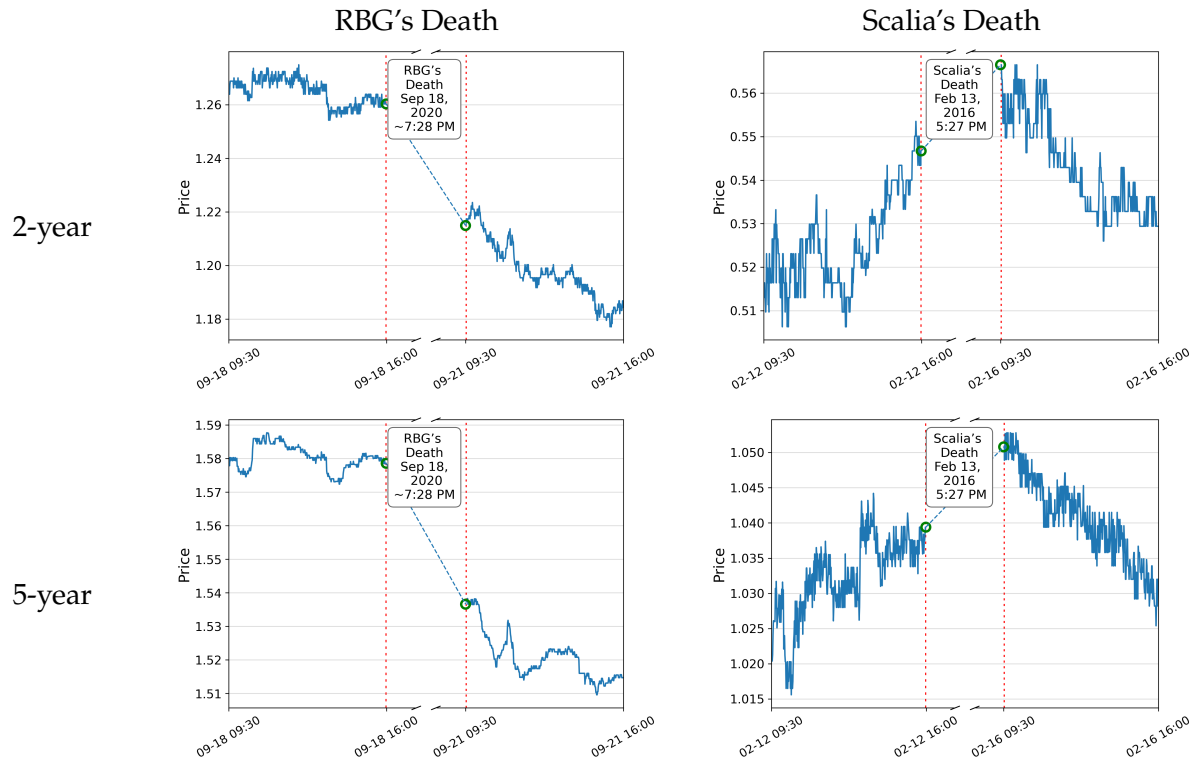 RBG’s Death
Scalia’s Death
2-year
Price
1.26
1.24
1.22
1.20
1.18
RBG’s
Death
Sep 18,
2020
~7:28 PM
09-18 09:30
09-18 16:00
09-21 09:30
09-21 16:00
Price
0.56
0.55
0.54
0.53
0.52
0.51
Scalia’s
Death
Feb 13,
2016
5:27 PM
02-12 09:30
02-12 16:00
02-16 09:30
02-16 16:00
5-year
Price
1.59
1.58
1.57
1.56
1.55
1.54
1.53
1.52
1.51
RBG’s
Death
Sep 18,
2020
~7:28 PM
09-18 09:30
09-18 16:00
09-21 09:30
09-21 16:00
Price
1.050
1.045
1.040
1.035
1.030
1.025
1.020
1.015
Scalia’s
Death
Feb 13,
2016
5:27 PM
02-12 09:30
02-12 16:00
02-16 09:30
02-16 16:00